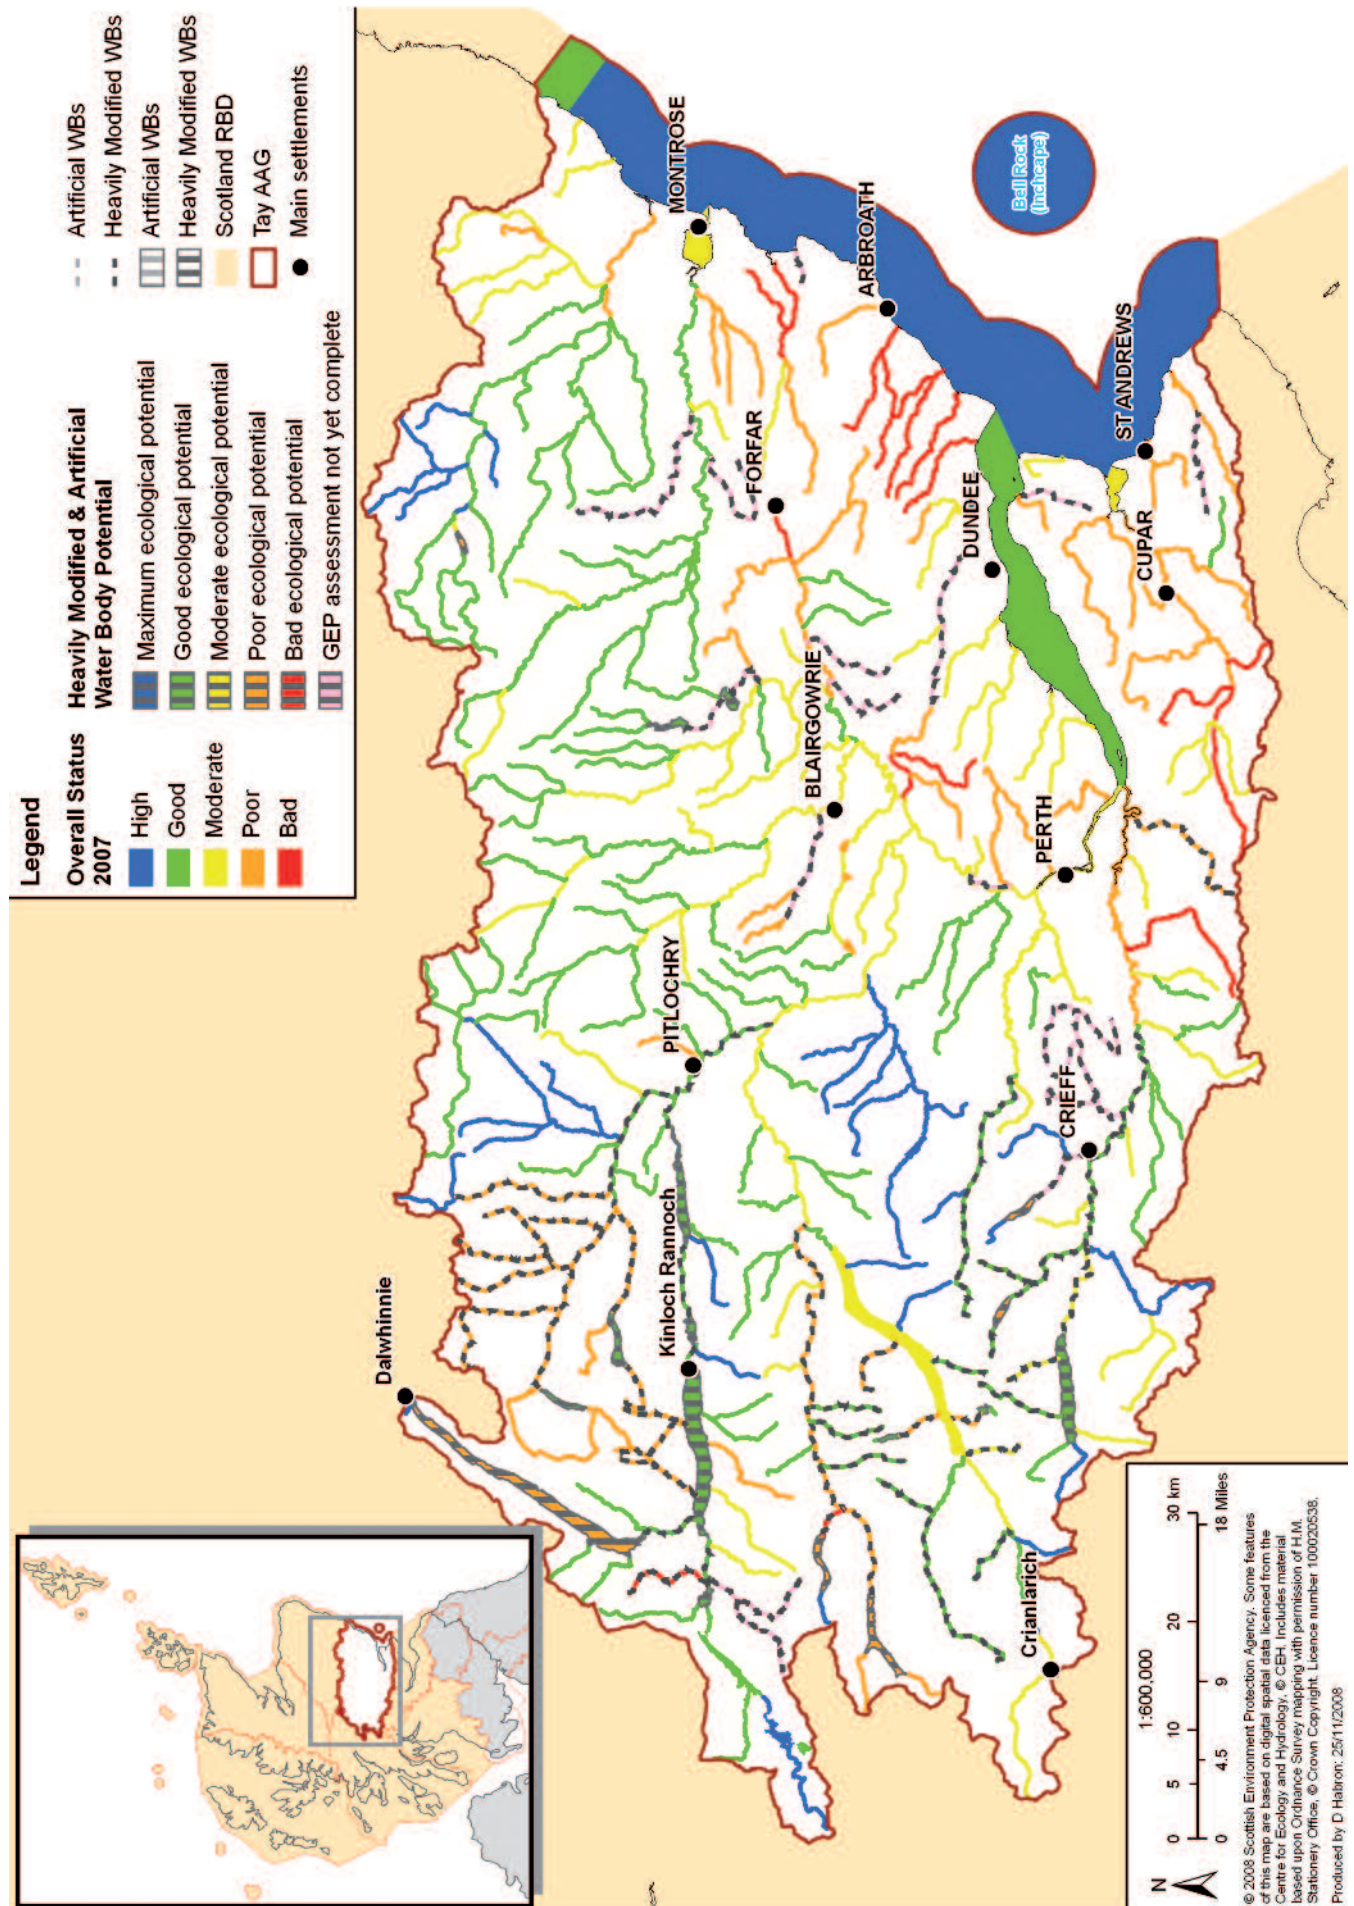 Legend
Overall Status
2007
High
Good
Moderate
Poor
Bad
Heavily Modified & Artificial
Water Body Potential
Maximum ecological potential
Good ecological potential
Moderate ecological potential
Poor ecological potential
Bad ecological potential
GEP assessment not yet complete
Artificial WBs
Heavily Modified WBs
Artificial WBs
Heavily Modified WBs
Scotland RBD
Tay AAG
Main settlements
Dalwhinnie
Kinloch Rannoch
PITLOCHRY
BLAIRGOWRIE
FORFAR
MONTROSE
ARBROATH
Bell Rock
(Inchcape)
DUNDEE
PERTH
CRIEFF
Crianlarich
CUPAR
ST ANDREWS
N
1:600,000
0 5 10 20 30 km
0 4.5 9 18 Miles
© 2008 Scottish Environment Protection Agency. Some features
of this map are based on digital spatial data licenced from the
Centre for Ecology and Hydrology, © CEH. Includes material
based upon Ordnance Survey mapping with permission of H.M.
Stationery Office, © Crown Copyright. Licence number 100020538.
Produced by D Habron: 25/11/2008